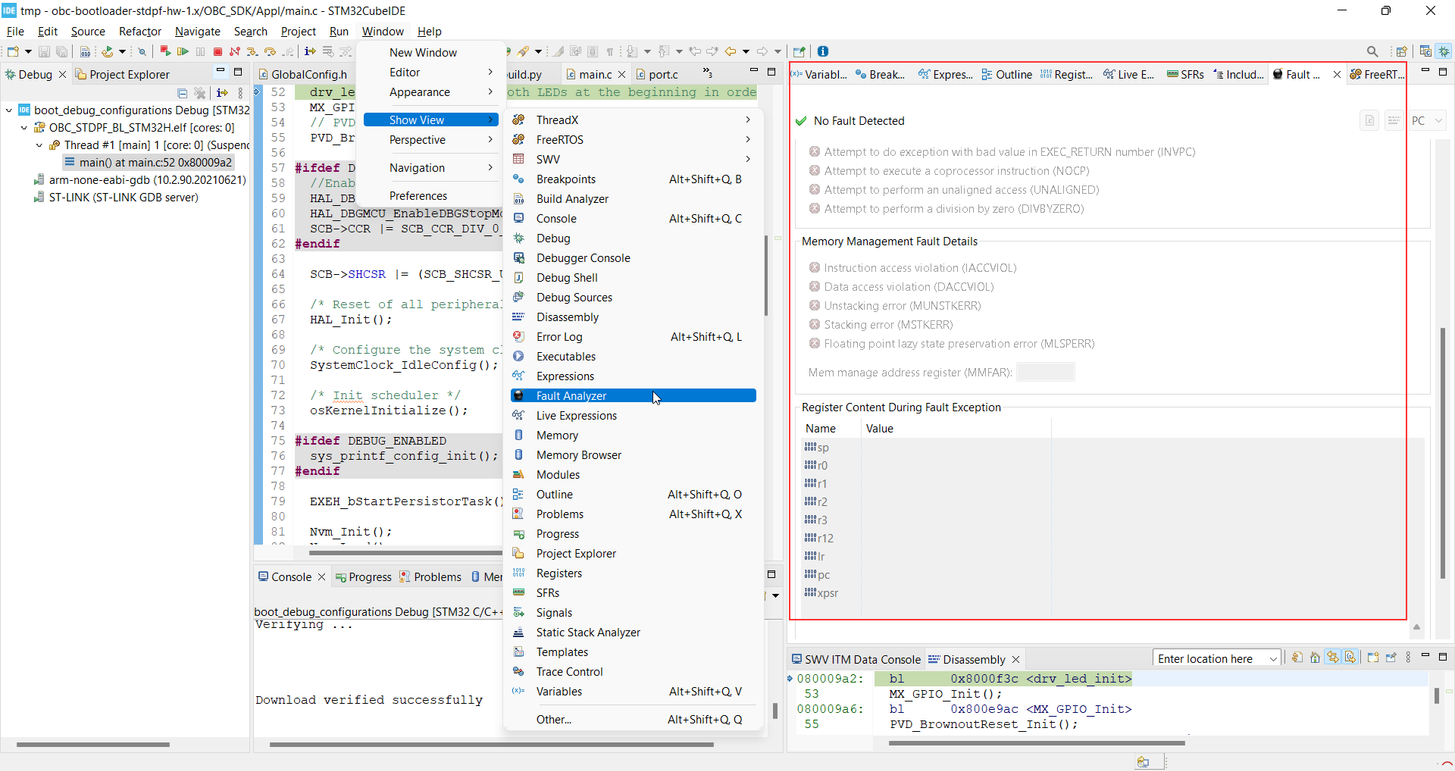 tmp - obc-bootloader-stdpf-hw-1.x/OBC_SDK/Appl/main.c - STM32CubeIDE
File Edit Source Refactor Navigate Search Project Run Window Help
Debug
Project Explorer
boot_debug_configurations Debug [STM32
OBC_STDPF_BL_STM32H.elf [cores: 0]
Thread #1 [main] 1 [core: 0] (Suspend
main() at main.c:52 0x80009a2
arm-none-eabi-gdb (10.2.90.20210621)
ST-LINK (ST-LINK GDB server)
GlobalConfig.h
uild.py
main.c
port.c
52 drv_le oth LEDs at the beginning in orde
53 MX_GPI
54 // PVD
55 PVD_Br
56
57 #ifdef D
58 //Enab
59 HAL_DB
60 HAL_DBGMCU_EnableDBGStopMo
61 SCB->CCR |= SCB_CCR_DIV_0_
62 #endif
63
64 SCB->SHCSR |= (SCB_SHCSR_U
65
66 /* Reset of all peripheral
67 HAL_Init();
68
69 /* Configure the system cl
70 SystemClock_IdleConfig();
71
72 /* Init scheduler */
73 osKernelInitialize();
74
75 #ifdef DEBUG_ENABLED
76 sys_printf_config_init();
77 #endif
78
79 EXEH_bStartPersistorTask()
80
81 Nvm_Init();
New Window
Editor
Appearance
Show View
Perspective
Navigation
Preferences
ThreadX
FreeRTOS
SWV
Breakpoints Alt+Shift+Q, B
Build Analyzer
Console Alt+Shift+Q, C
Debug
Debugger Console
Debug Shell
Debug Sources
Disassembly
Error Log Alt+Shift+Q, L
Executables
Expressions
Fault Analyzer
Live Expressions
Memory
Memory Browser
Modules
Outline Alt+Shift+Q, O
Problems Alt+Shift+Q, X
Progress
Project Explorer
Registers
SFRs
Signals
Static Stack Analyzer
Templates
Trace Control
Variables Alt+Shift+Q, V
Other... Alt+Shift+Q, Q
Console Progress Problems Mer
boot_debug_configurations Debug [STM32 C/C++
Verifying ...
Download verified successfully
Variabl... Break... Expres... Outline Regist... Live E... SFRs Includ... Fault ... FreeRT...
No Fault Detected
PC
Attempt to do exception with bad value in EXEC_RETURN number (INVPC)
Attempt to execute a coprocessor instruction (NOCP)
Attempt to perform an unaligned access (UNALIGNED)
Attempt to perform a division by zero (DIVBYZERO)
Memory Management Fault Details
Instruction access violation (IACCVIOL)
Data access violation (DACCVIOL)
Unstacking error (MUNSTKERR)
Stacking error (MSTKERR)
Floating point lazy state preservation error (MLSPERR)
Mem manage address register (MMFAR):
Register Content During Fault Exception
Name Value
sp
r0
r1
r2
r3
r12
lr
pc
xpsr
SWV ITM Data Console Disassembly
Enter location here
080009a2: bl 0x8000f3c <drv_led_init>
53 MX_GPIO_Init();
080009a6: bl 0x800e9ac <MX_GPIO_Init>
55 PVD_BrownoutReset_Init();